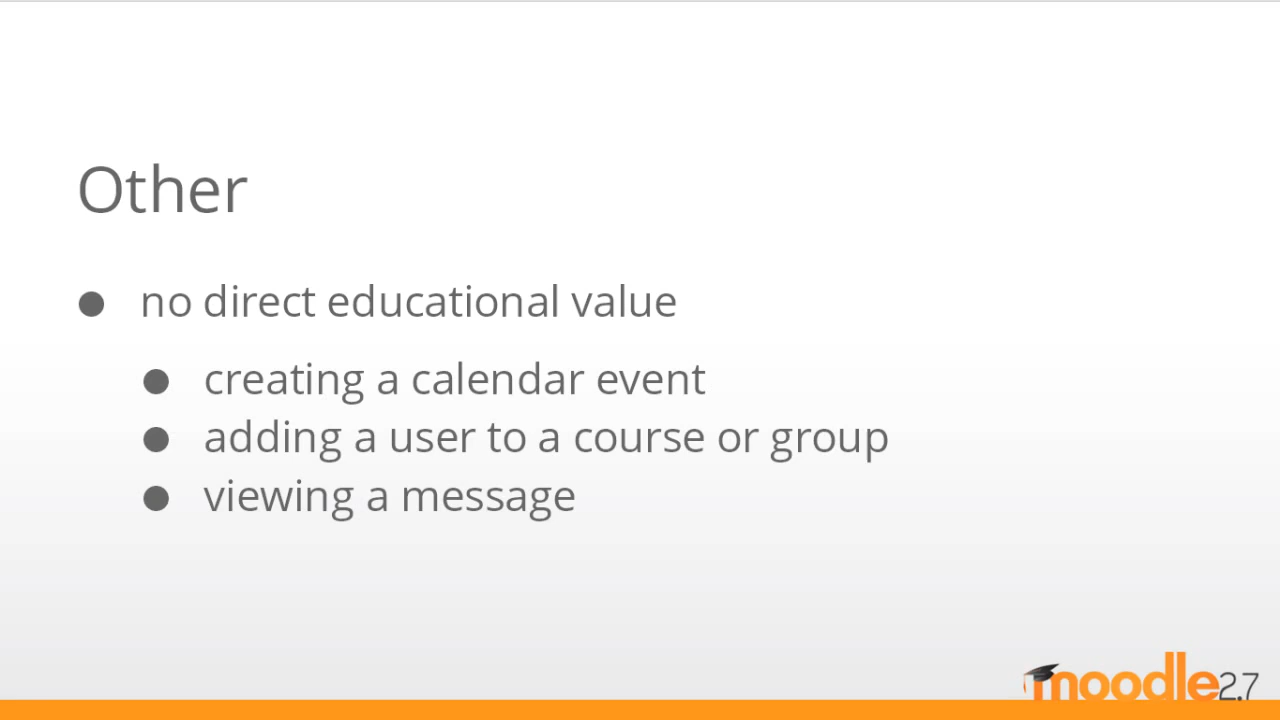 Other
● no direct educational value
● creating a calendar event
● adding a user to a course or group
● viewing a message
moodle2.7